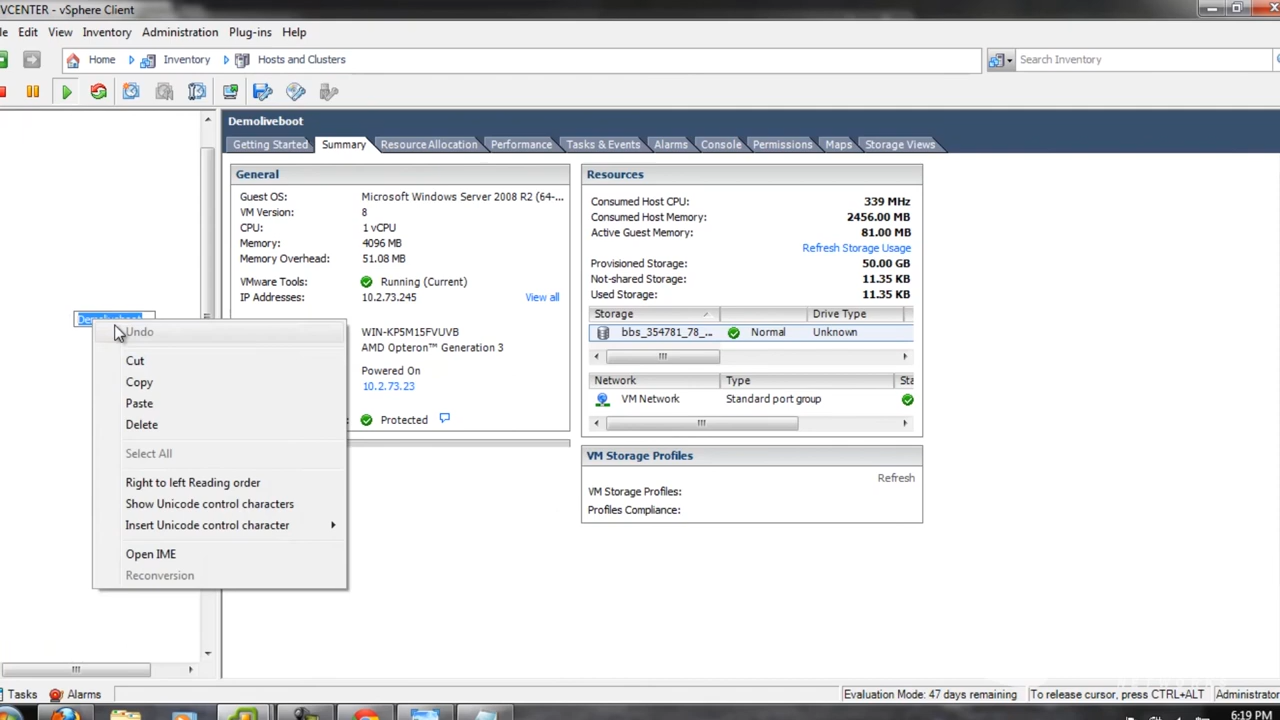 VCENTER - vSphere Client
Edit View Inventory Administration Plug-ins Help
Home Inventory Hosts and Clusters Search Inventory
Demoliveboot
Getting Started Summary Resource Allocation Performance Tasks & Events Alarms Console Permissions Maps Storage Views
General
Guest OS: Microsoft Windows Server 2008 R2 (64-...
VM Version: 8
CPU: 1 vCPU
Memory: 4096 MB
Memory Overhead: 51.08 MB
VMware Tools: Running (Current)
IP Addresses: 10.2.73.245 View all
WIN-KP5M15FVUVB
AMD Opteron™ Generation 3
Powered On
10.2.73.23
Protected
Resources
Consumed Host CPU: 339 MHz
Consumed Host Memory: 2456.00 MB
Active Guest Memory: 81.00 MB
Refresh Storage Usage
Provisioned Storage: 50.00 GB
Not-shared Storage: 11.35 KB
Used Storage: 11.35 KB
Storage Drive Type
bbs_354781_78_... Normal Unknown
Network Type Sta
VM Network Standard port group
VM Storage Profiles
Refresh
VM Storage Profiles:
Profiles Compliance:
Demoliveboot
Undo
Cut
Copy
Paste
Delete
Select All
Right to left Reading order
Show Unicode control characters
Insert Unicode control character
Open IME
Reconversion
Tasks Alarms Evaluation Mode: 47 days remaining To release cursor, press CTRL+ALT Administrator
6:19 PM